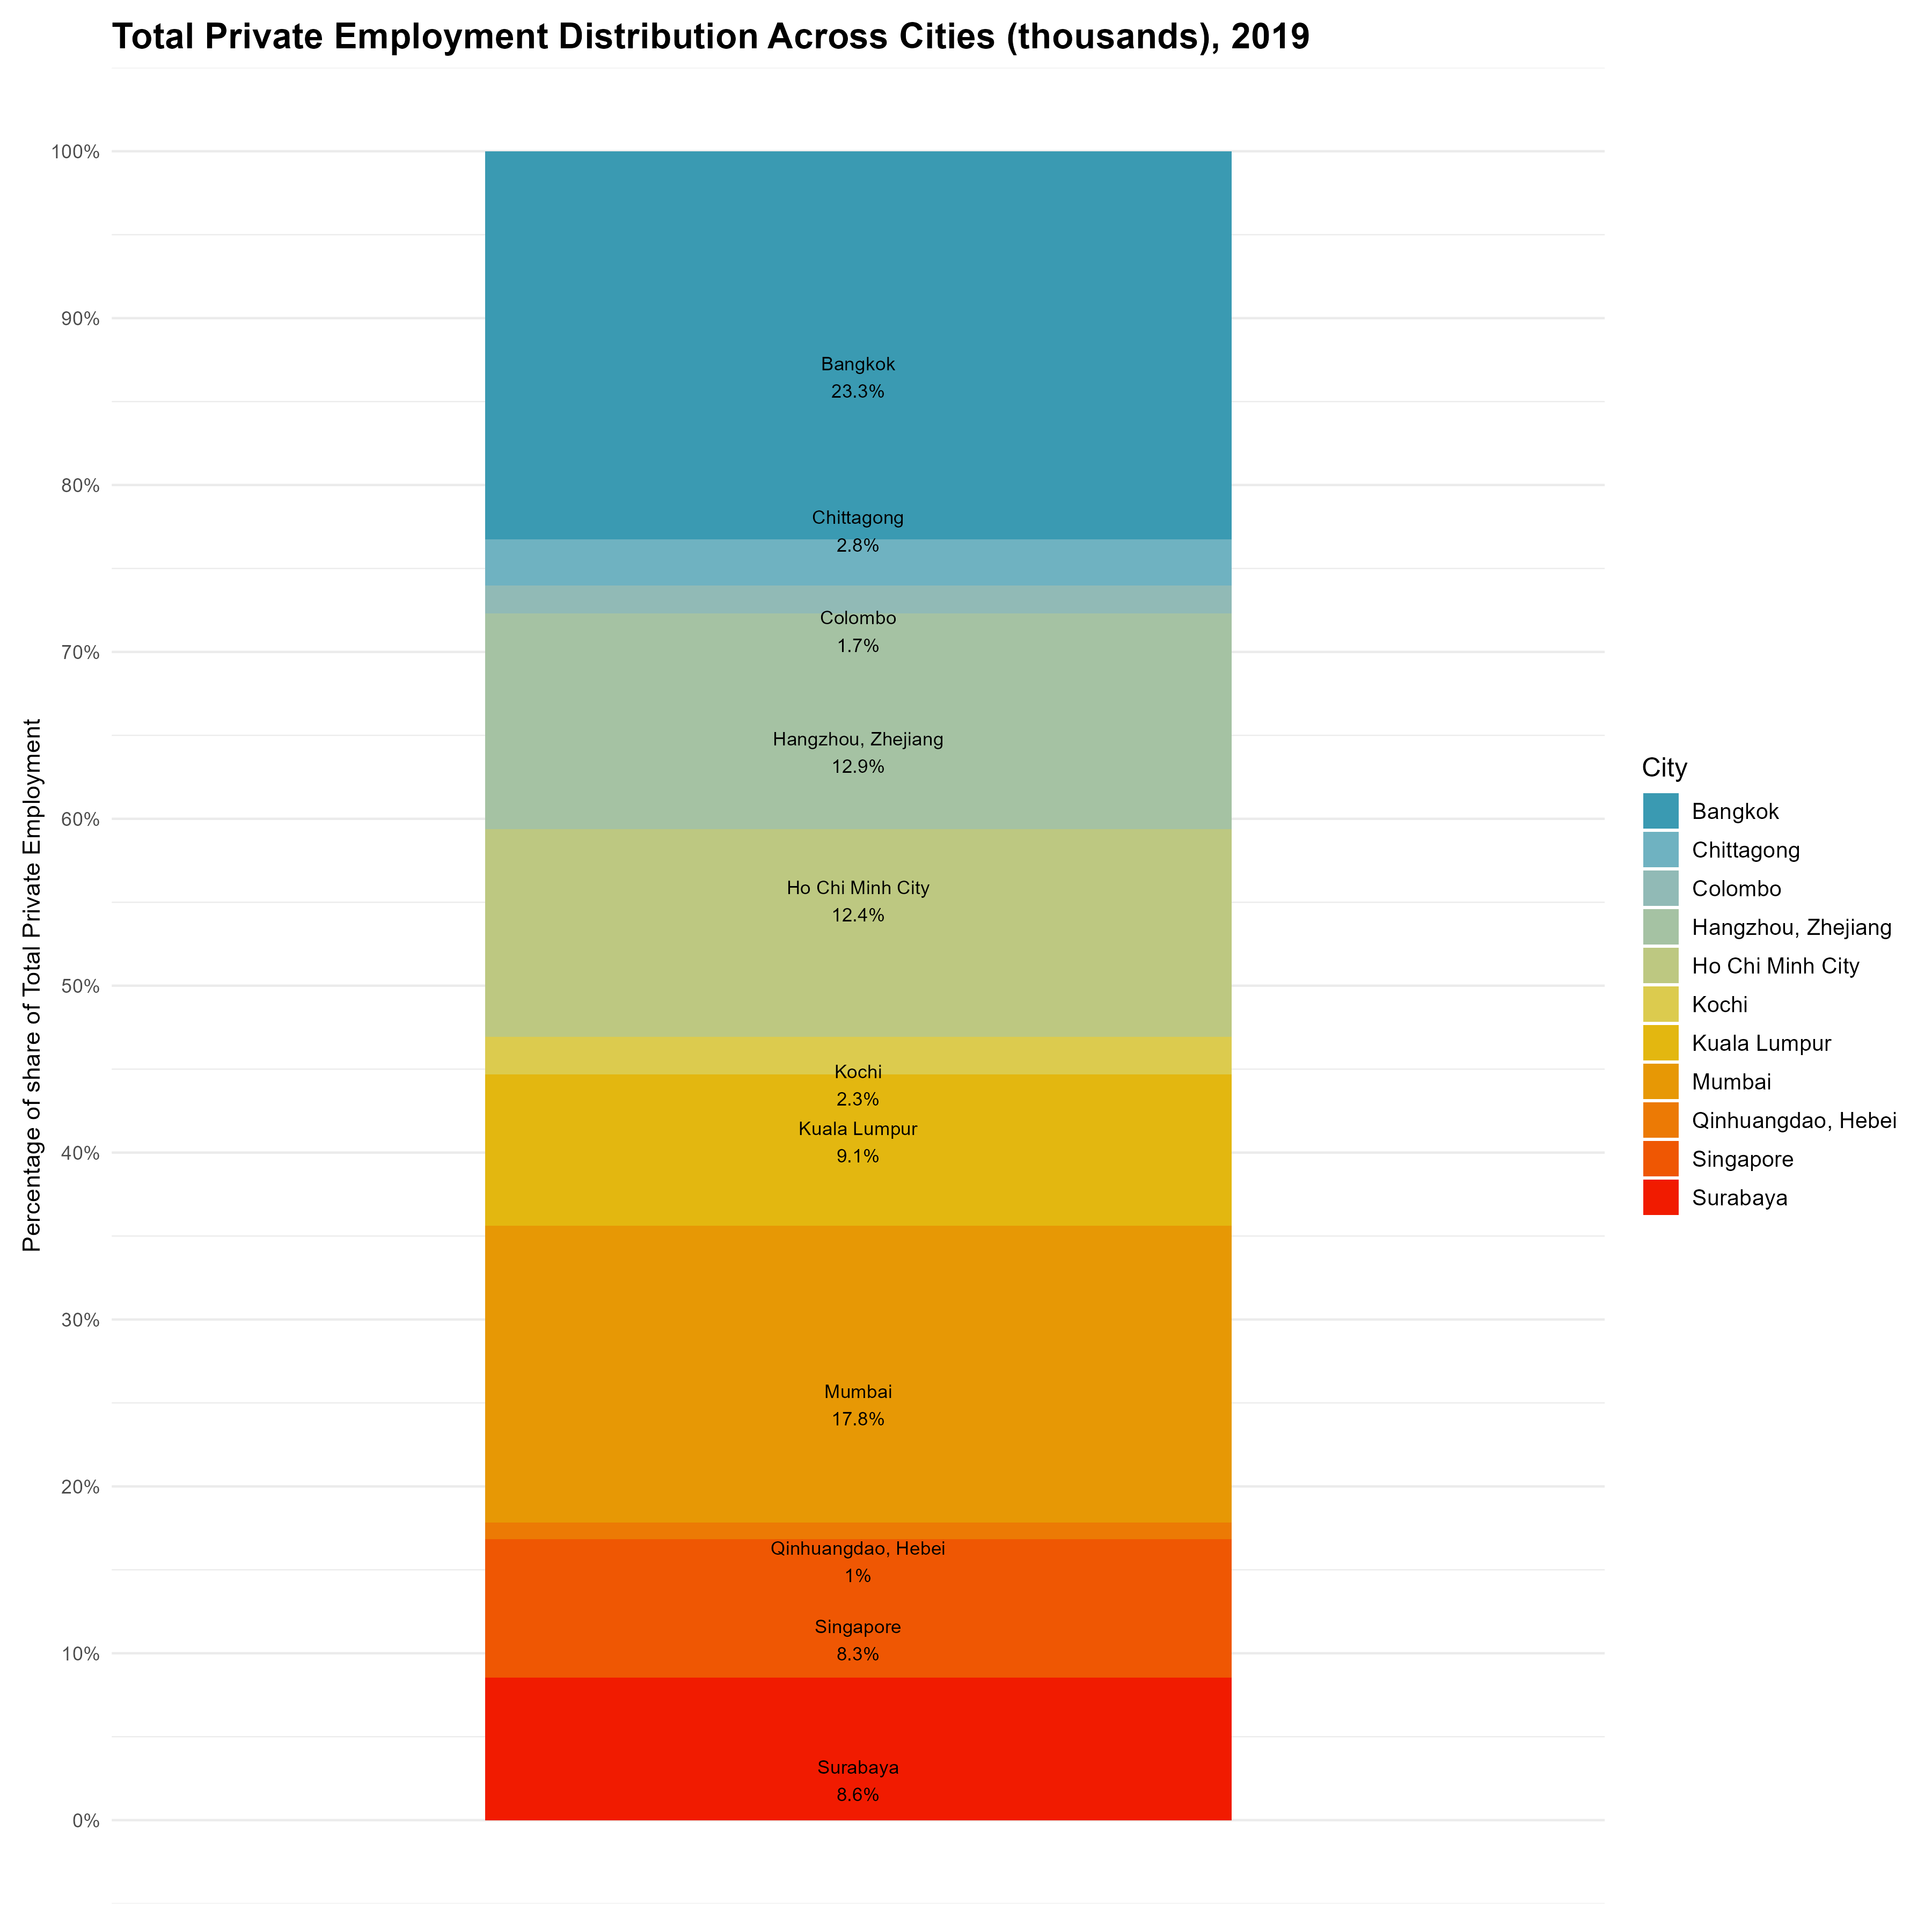 Total Private Employment Distribution Across Cities (thousands), 2019
Percentage of share of Total Private Employment
100%
90%
80%
70%
60%
50%
40%
30%
20%
10%
0%
Bangkok
23.3%
Chittagong
2.8%
Colombo
1.7%
Hangzhou, Zhejiang
12.9%
Ho Chi Minh City
12.4%
Kochi
2.3%
Kuala Lumpur
9.1%
Mumbai
17.8%
Qinhuangdao, Hebei
1%
Singapore
8.3%
Surabaya
8.6%
City
Bangkok
Chittagong
Colombo
Hangzhou, Zhejiang
Ho Chi Minh City
Kochi
Kuala Lumpur
Mumbai
Qinhuangdao, Hebei
Singapore
Surabaya